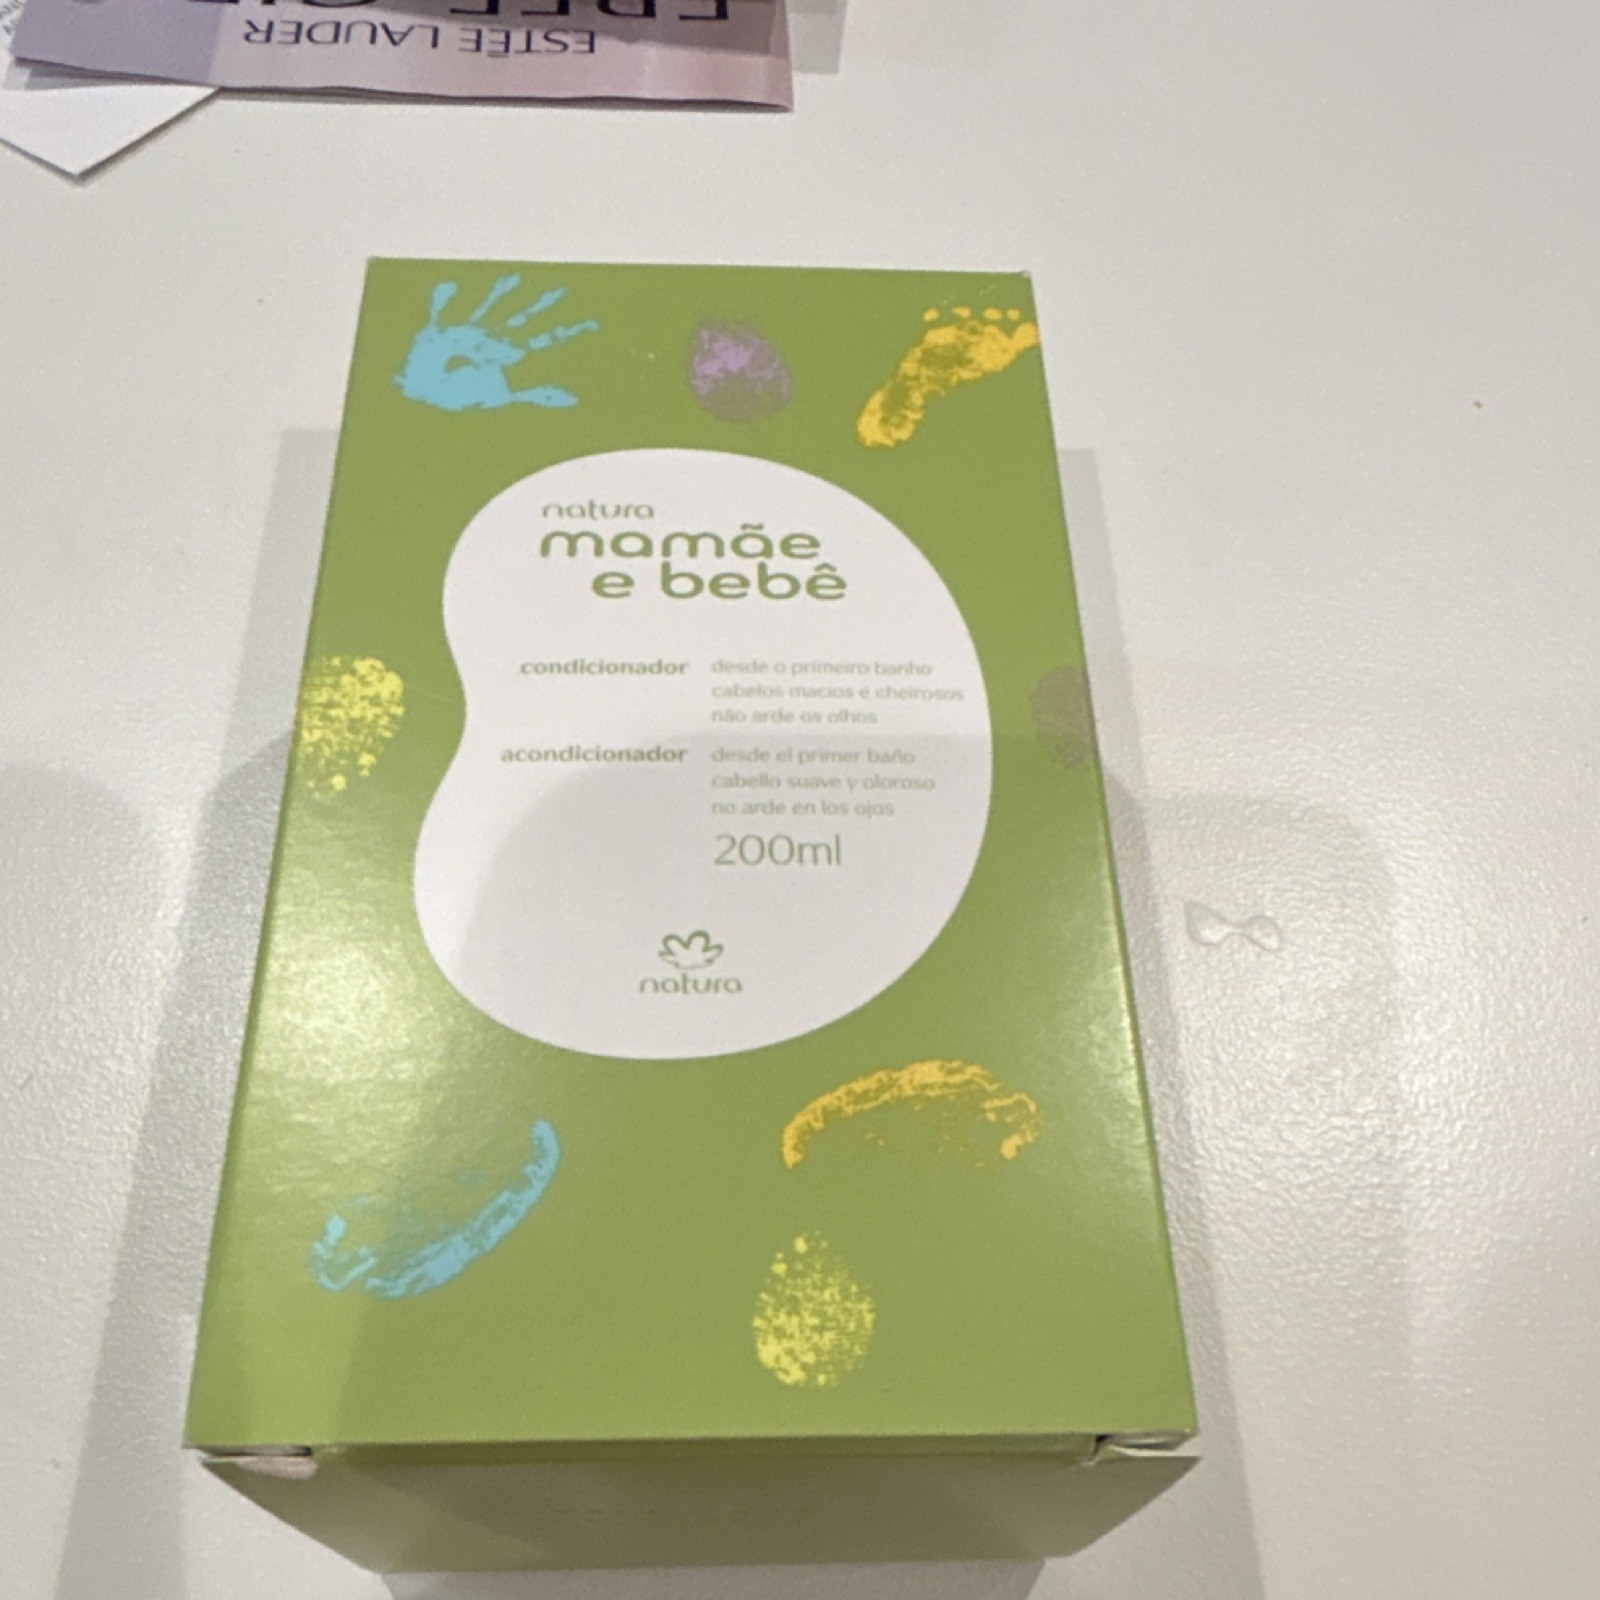 ESTÉE LAUDER
natura
mamãe
e bebê
condicionador desde o primeiro banho
cabelos macios e cheirosos
não arde os olhos
acondicionador desde el primer baño
cabello suave y oloroso
no arde en los ojos
200ml
natura